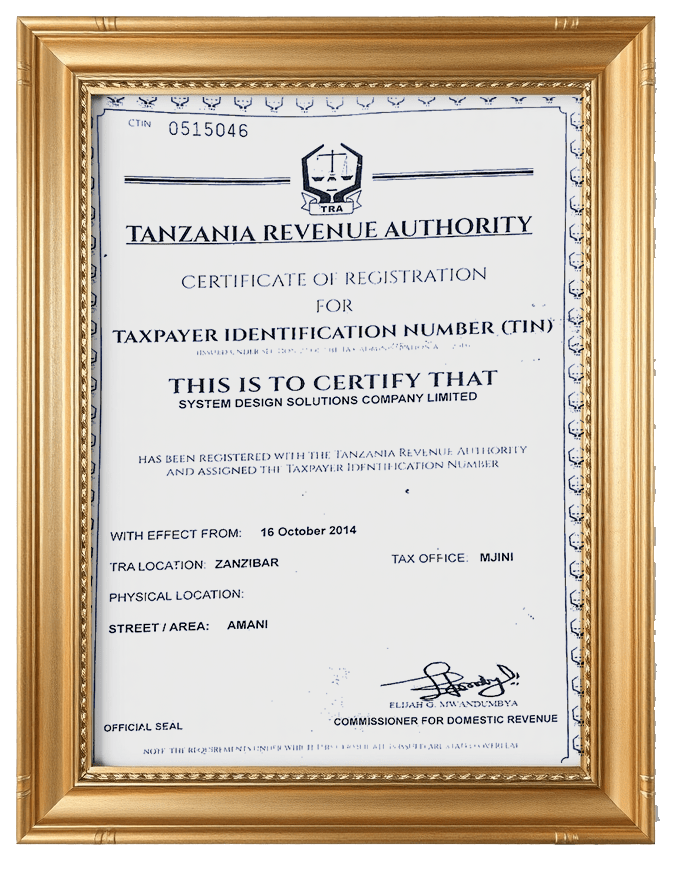 CTIN 0515046
TRA
TANZANIA REVENUE AUTHORITY
CERTIFICATE OF REGISTRATION
FOR
TAXPAYER IDENTIFICATION NUMBER (TIN)
THIS IS TO CERTIFY THAT
SYSTEM DESIGN SOLUTIONS COMPANY LIMITED
HAS BEEN REGISTERED WITH THE TANZANIA REVENUE AUTHORITY
AND ASSIGNED THE TAXPAYER IDENTIFICATION NUMBER
WITH EFFECT FROM: 16 October 2014
TRA LOCATION: ZANZIBAR TAX OFFICE: MJINI
PHYSICAL LOCATION:
STREET / AREA: AMANI
ELIJAH G. MWANDUMBYA
OFFICIAL SEAL COMMISSIONER FOR DOMESTIC REVENUE
NOTE THE REQUIREMENTS UNDER WHICH THIS CERTIFICATE IS ISSUED ARE STATED OVERLEAF